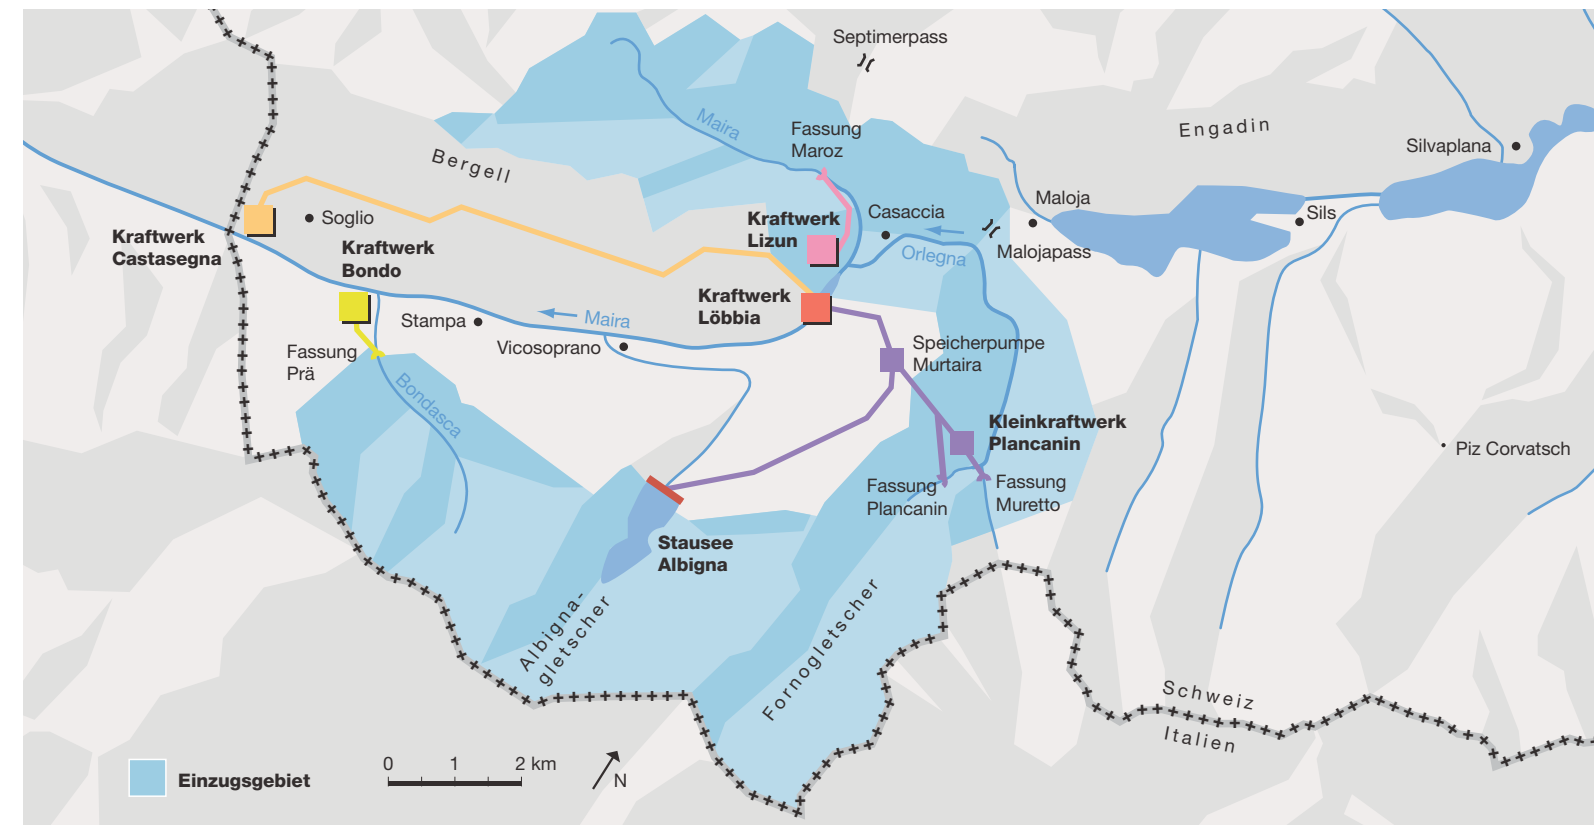 Septimerpass
Maira
Fassung
Maroz
Engadin
Silvaplana
Bergell
Maloja
Soglio
Kraftwerk
Castasegna
Kraftwerk
Bondo
Kraftwerk
Lizun
Casaccia
Sils
Malojapass
Orlegna
Kraftwerk
Löbbia
Stampa
Maira
Vicosoprano
Speicherpumpe
Murtaira
Fassung
Prä
Bondasca
Kleinkraftwerk
Plancanin
Piz Corvatsch
Fassung
Plancanin
Fassung
Muretto
Stausee
Albigna
Albigna-
gletscher
Fornogletscher
Schweiz
Italien
Einzugsgebiet
0 1 2 km
N